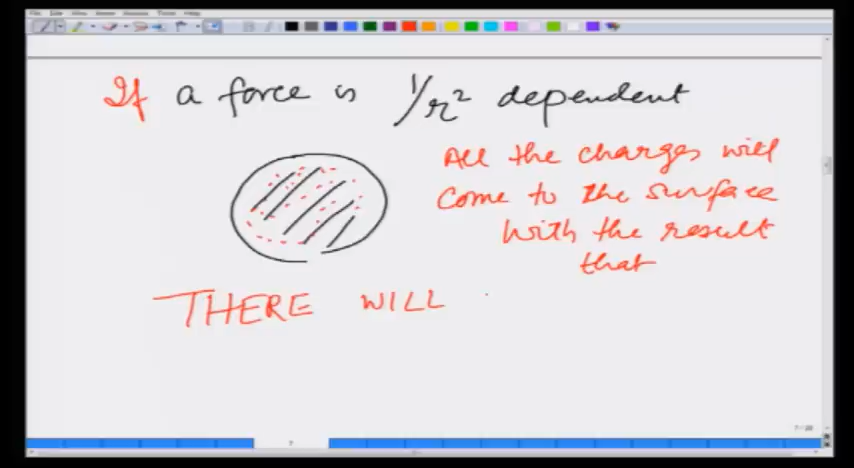 If a force is 1/r² dependent
All the charges will
come to the surface
with the result
that
THERE WILL